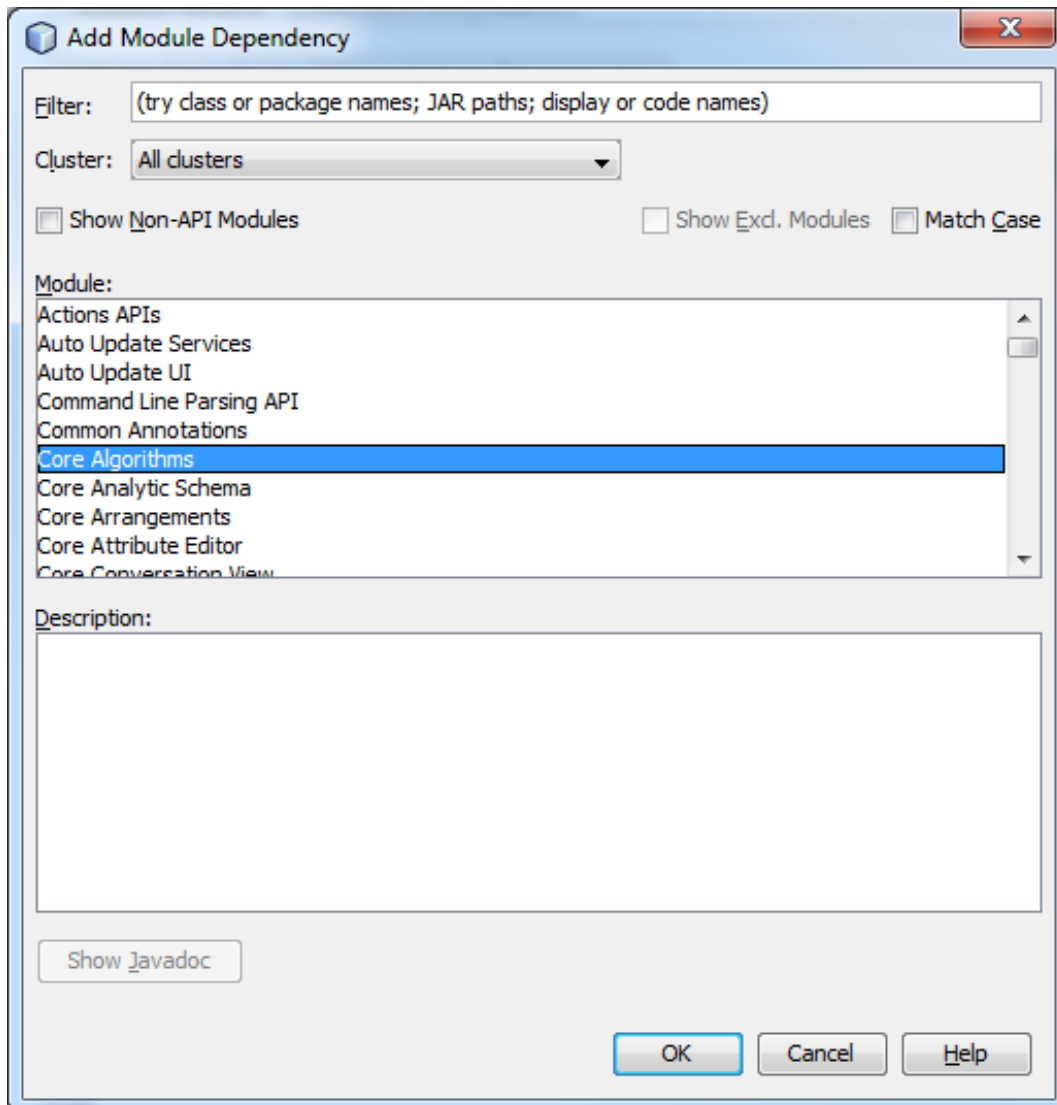 Add Module Dependency
Filter: (try class or package names; JAR paths; display or code names)
Cluster: All clusters
Show Non-API Modules Show Excl. Modules Match Case
Module:
Actions APIs
Auto Update Services
Auto Update UI
Command Line Parsing API
Common Annotations
Core Algorithms
Core Analytic Schema
Core Arrangements
Core Attribute Editor
Core Conversation View
Description:
Show Javadoc
OK Cancel Help